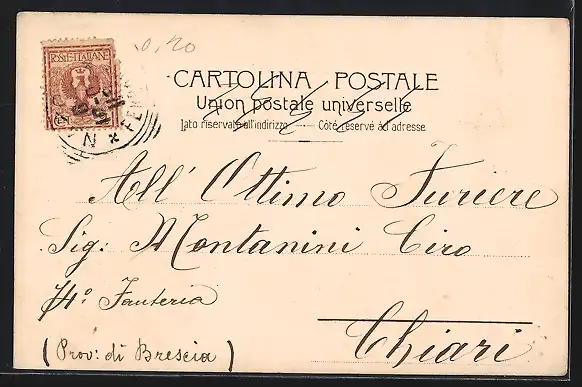 0,20
POSTE·ITALIANE
CARTOLINA POSTALE
Union postale universelle
lato riservato all'indirizzo — Côté réservé à d'adresse
All' Ottimo Furiere
Sig: Montanini Ciro
74° Fanteria
Chiari
(Prov: di Brescia)